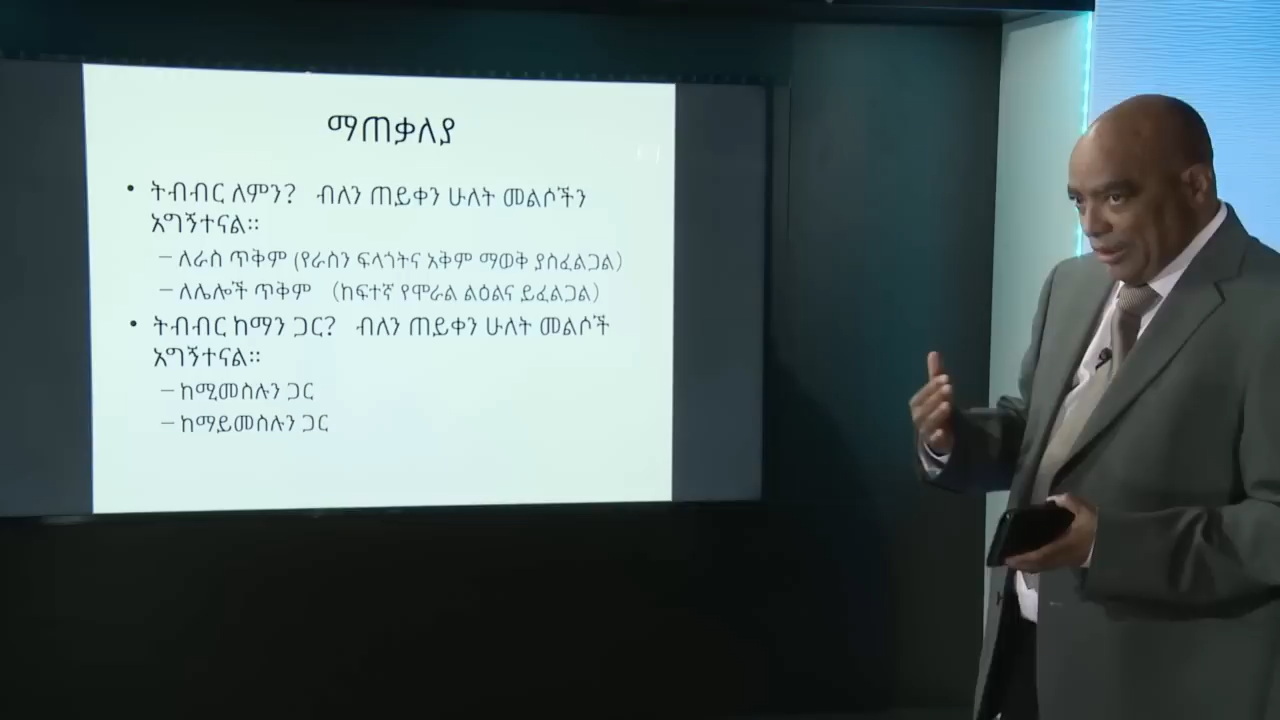 ማጠቃለያ
• ትብብር ለምን? ብለን ጠይቀን ሁለት መልሶችን
አግኝተናል።
– ለራስ ጥቅም (የራስን ፍላጎትና አቅም ማወቅ ያስፈልጋል)
– ለሌሎች ጥቅም (ከፍተኛ የሞራል ልዕልና ይፈልጋል)
• ትብብር ከማን ጋር? ብለን ጠይቀን ሁለት መልሶች
አግኝተናል።
– ከሚመስሉን ጋር
– ከማይመስሉን ጋር